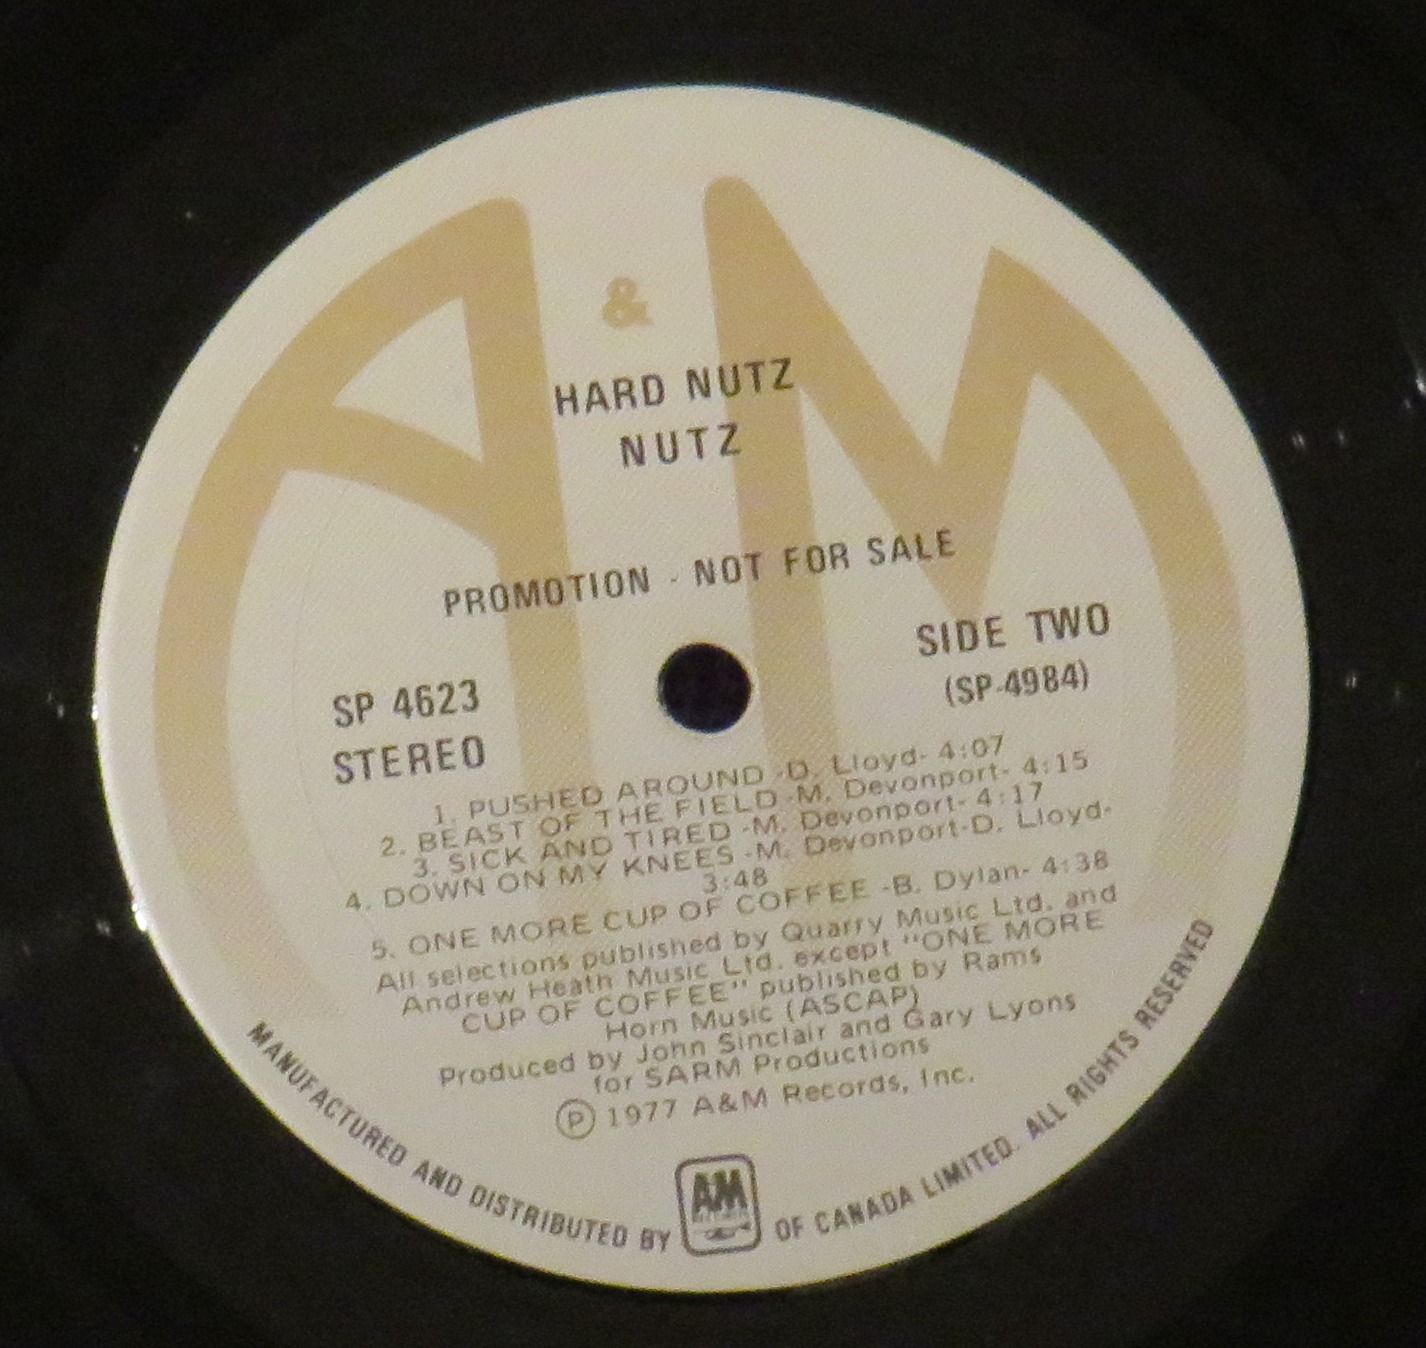 A & M
HARD NUTZ
NUTZ
PROMOTION - NOT FOR SALE
SIDE TWO
(SP-4984)
SP 4623
STEREO
1. PUSHED AROUND -D. Lloyd- 4:07
2. BEAST OF THE FIELD -M. Devonport- 4:15
3. SICK AND TIRED -M. Devonport- 4:17
4. DOWN ON MY KNEES -M. Devonport-D. Lloyd-
3:48
5. ONE MORE CUP OF COFFEE -B. Dylan- 4:38
All selections published by Quarry Music Ltd. and
Andrew Heath Music Ltd. except "ONE MORE
CUP OF COFFEE" published by Rams
Horn Music (ASCAP)
Produced by John Sinclair and Gary Lyons
for SARM Productions
Ⓟ 1977 A&M Records, Inc.
MANUFACTURED AND DISTRIBUTED BY AM RECORDS OF CANADA LIMITED. ALL RIGHTS RESERVED